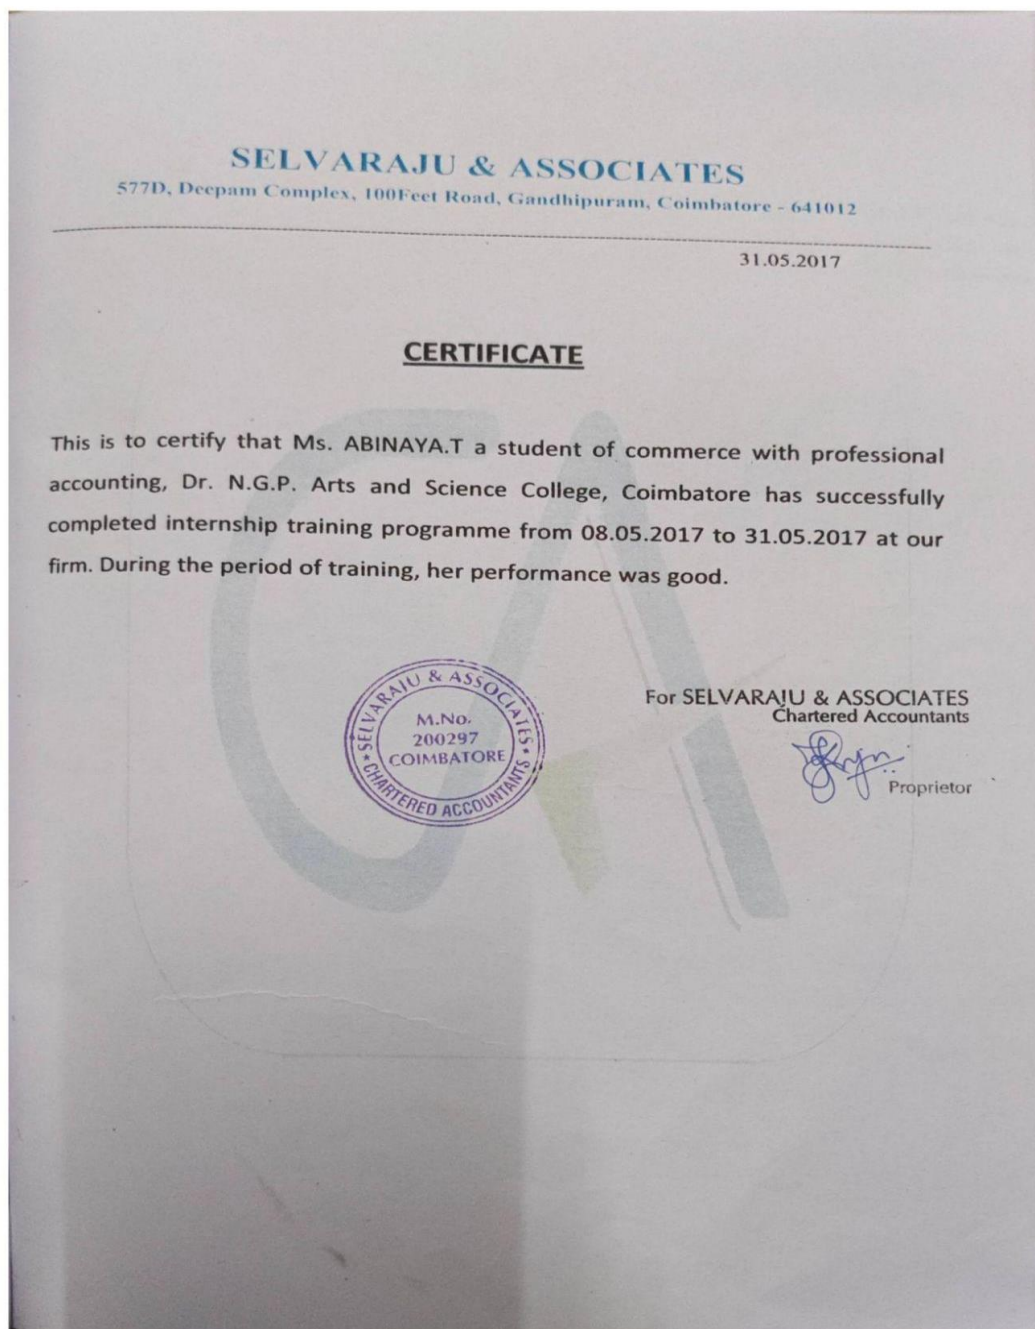 SELVARAJU & ASSOCIATES
577D, Deepam Complex, 100Feet Road, Gandhipuram, Coimbatore - 641012
31.05.2017
CERTIFICATE
This is to certify that Ms. ABINAYA.T a student of commerce with professional
accounting, Dr. N.G.P. Arts and Science College, Coimbatore has successfully
completed internship training programme from 08.05.2017 to 31.05.2017 at our
firm. During the period of training, her performance was good.
SELVARAJU & ASSOCIATES
M.No.
200297
COIMBATORE
CHARTERED ACCOUNTANTS
For SELVARAJU & ASSOCIATES
Chartered Accountants
Proprietor
CA